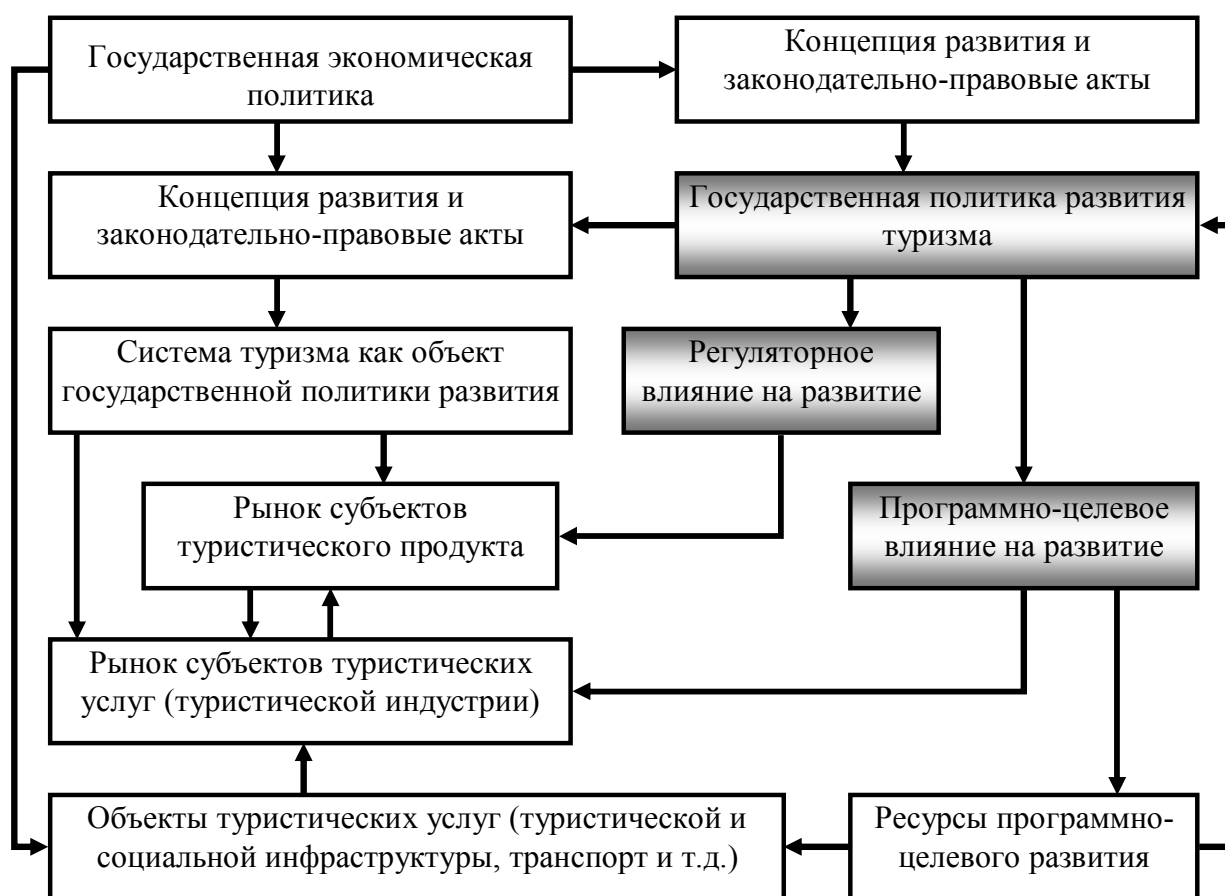 Государственная экономическая
политика
Концепция развития и
законодательно-правовые акты
Концепция развития и
законодательно-правовые акты
Государственная политика развития
туризма
Система туризма как объект
государственной политики развития
Регуляторное
влияние на развитие
Рынок субъектов
туристического продукта
Программно-целевое
влияние на развитие
Рынок субъектов туристических
услуг (туристической индустрии)
Объекты туристических услуг (туристической и
социальной инфраструктуры, транспорт и т.д.)
Ресурсы программно-
целевого развития